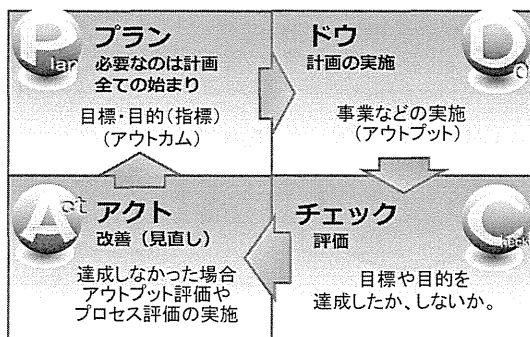 Plan
プラン
必要なのは計画
全ての始まり
目標・目的(指標)
(アウトカム)
Do
ドウ
計画の実施
事業などの実施
(アウトプット)
Check
チェック
評価
目標や目的を
達成したか、しないか。
Act
アクト
改善（見直し）
達成しなかった場合
アウトプット評価や
プロセス評価の実施